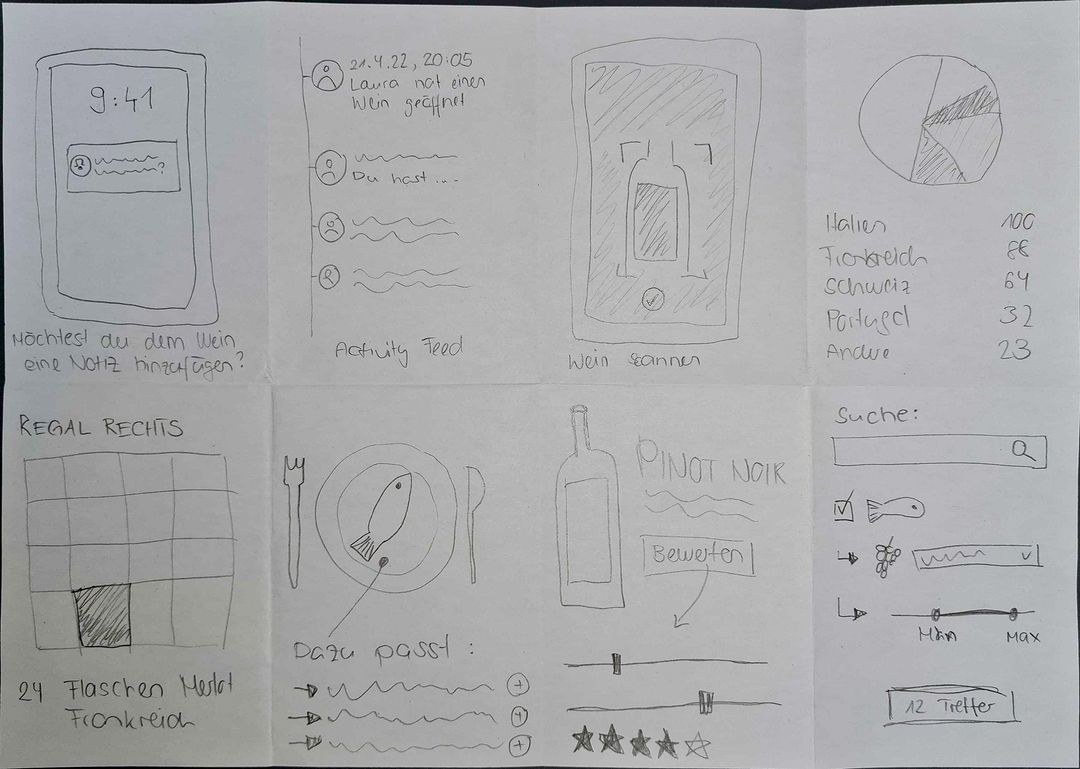 9:41
?
Möchtest du dem Wein
eine Notiz hinzufügen?
21.4.22, 20:05
Laura hat einen
Wein geöffnet
Du hast ...
Activity Feed
Wein scannen
Italien 100
Frankreich 88
Schweiz 64
Portugal 32
Andere 23
REGAL RECHTS
24 Flaschen Merlot
Frankreich
Dazu passt :
PINOT NOIR
Bewerten
Suche:
Min Max
12 Treffer